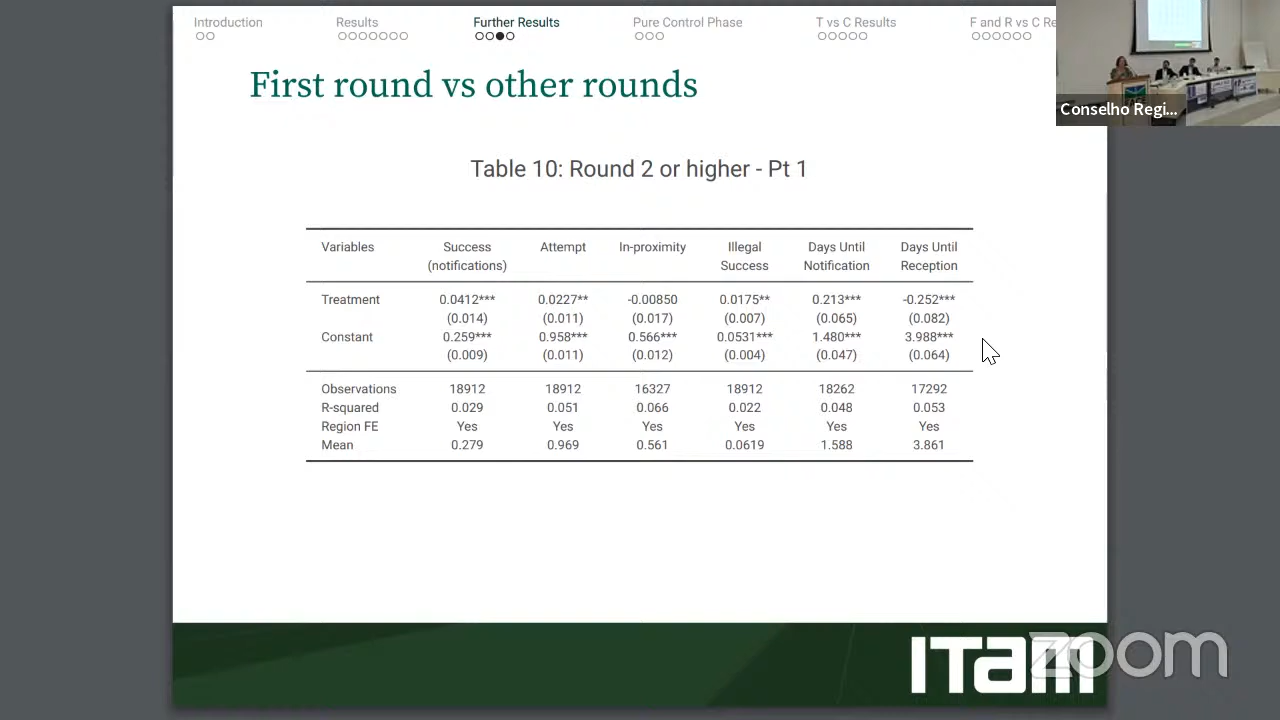 Introduction Results Further Results Pure Control Phase T vs C Results F and R vs C Re
First round vs other rounds
Conselho Regi...
Table 10: Round 2 or higher - Pt 1
Variables Success Attempt In-proximity Illegal Days Until Days Until
(notifications) Success Notification Reception
Treatment 0.0412*** 0.0227** -0.00850 0.0175** 0.213*** -0.252***
(0.014) (0.011) (0.017) (0.007) (0.065) (0.082)
Constant 0.259*** 0.958*** 0.566*** 0.0531*** 1.480*** 3.988***
(0.009) (0.011) (0.012) (0.004) (0.047) (0.064)
Observations 18912 18912 16327 18912 18262 17292
R-squared 0.029 0.051 0.066 0.022 0.048 0.053
Region FE Yes Yes Yes Yes Yes Yes
Mean 0.279 0.969 0.561 0.0619 1.588 3.861
ITAM
zoom